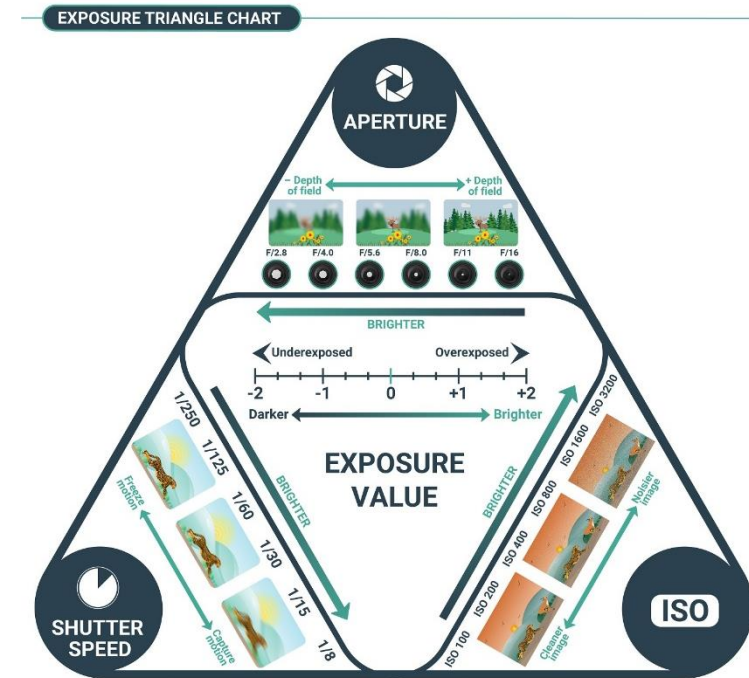 EXPOSURE TRIANGLE CHART
APERTURE
– Depth
of field
+ Depth
of field
F/2.8 F/4.0 F/5.6 F/8.0 F/11 F/16
BRIGHTER
Underexposed Overexposed
-2 -1 0 +1 +2
Darker Brighter
EXPOSURE
VALUE
1/250
1/125
1/60
1/30
1/15
1/8
BRIGHTER
Freeze
motion
Capture
motion
SHUTTER
SPEED
BRIGHTER
ISO 3200
ISO 1600
ISO 800
ISO 400
ISO 200
ISO 100
Noisier
image
Cleaner
image
ISO